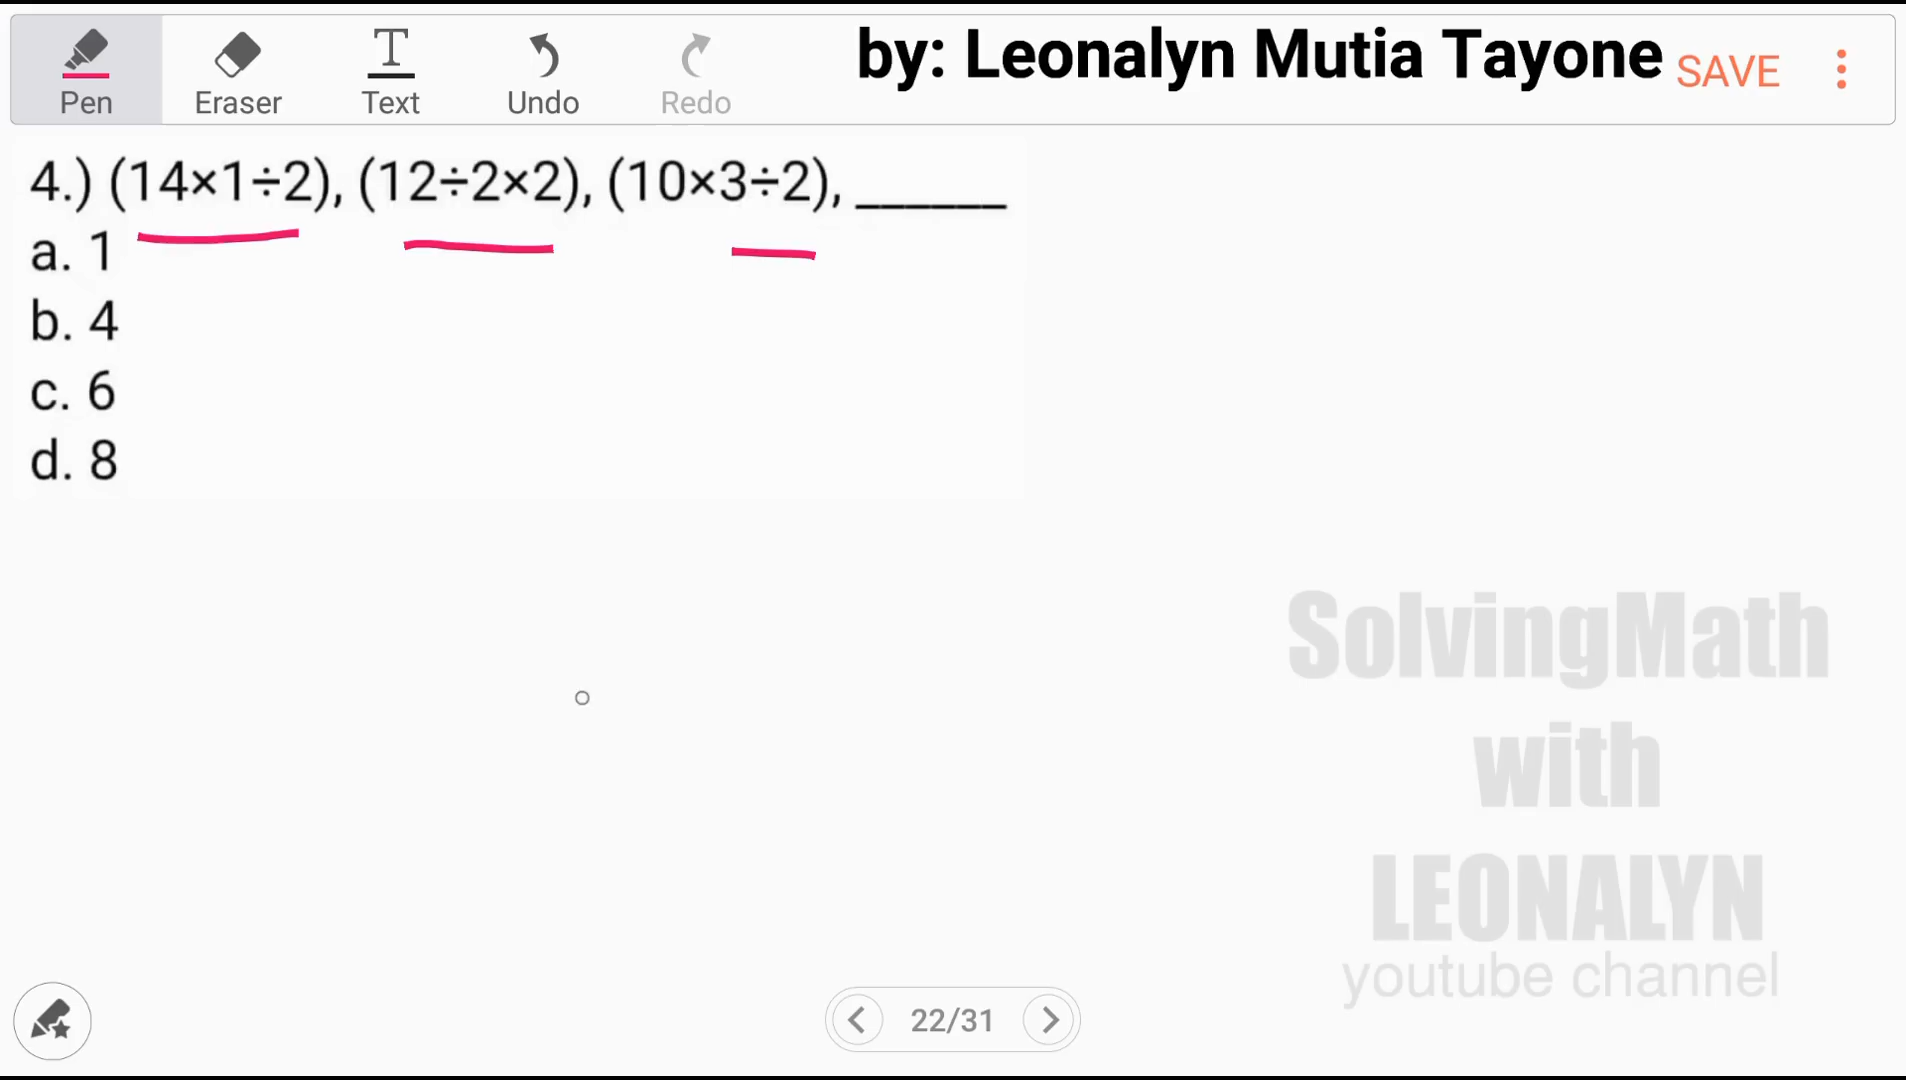 by: Leonalyn Mutia Tayone
Pen Eraser Text Undo Redo SAVE
4.) (14×1÷2), (12÷2×2), (10×3÷2), ______
a. 1
b. 4
c. 6
d. 8
SolvingMath
with
LEONALYN
youtube channel
22/31